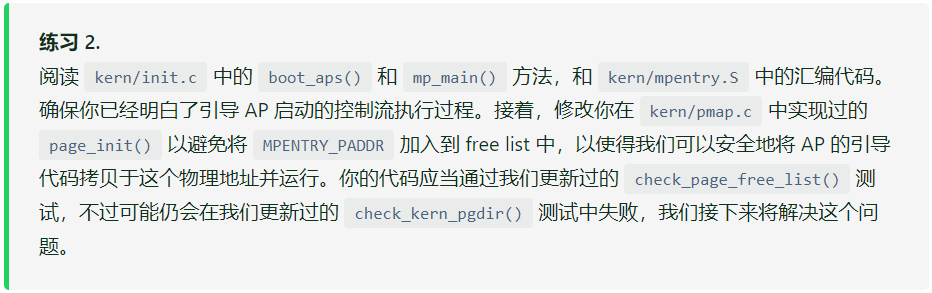 练习 2.
阅读 kern/init.c 中的 boot_aps() 和 mp_main() 方法，和 kern/mpentry.S 中的汇编代码。
确保你已经明白了引导 AP 启动的控制流执行过程。接着，修改你在 kern/pmap.c 中实现过的
page_init() 以避免将 MPENTRY_PADDR 加入到 free list 中，以使得我们可以安全地将 AP 的引导
代码拷贝于这个物理地址并运行。你的代码应当通过我们更新过的 check_page_free_list() 测
试，不过可能仍会在我们更新过的 check_kern_pgdir() 测试中失败，我们接下来将解决这个问
题。